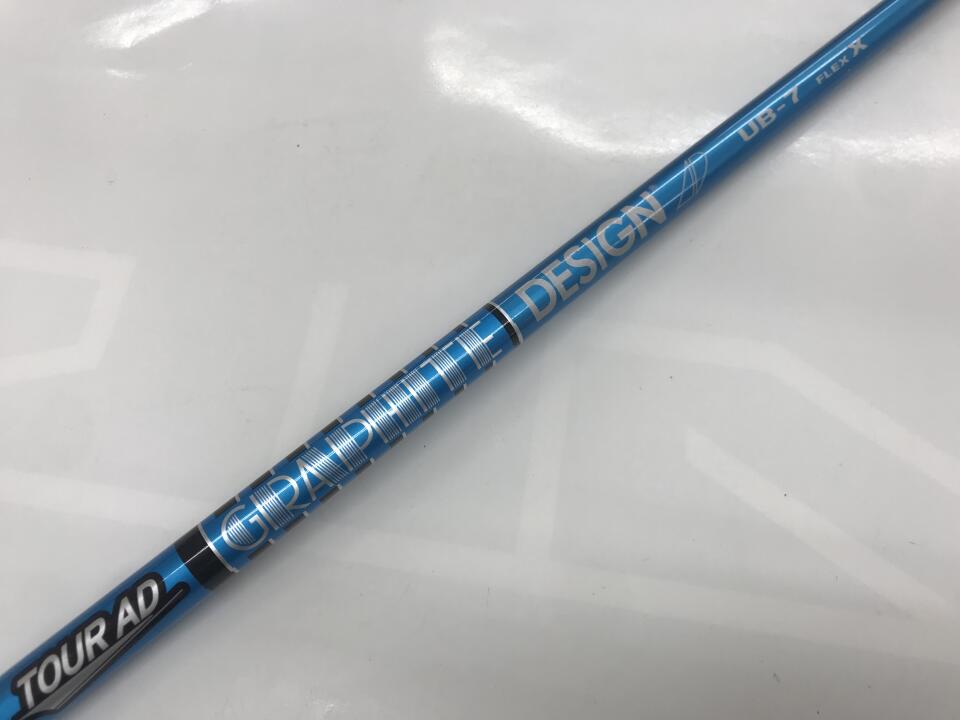 TOUR AD
GRAPHITE
DESIGN
UB-7 FLEX X